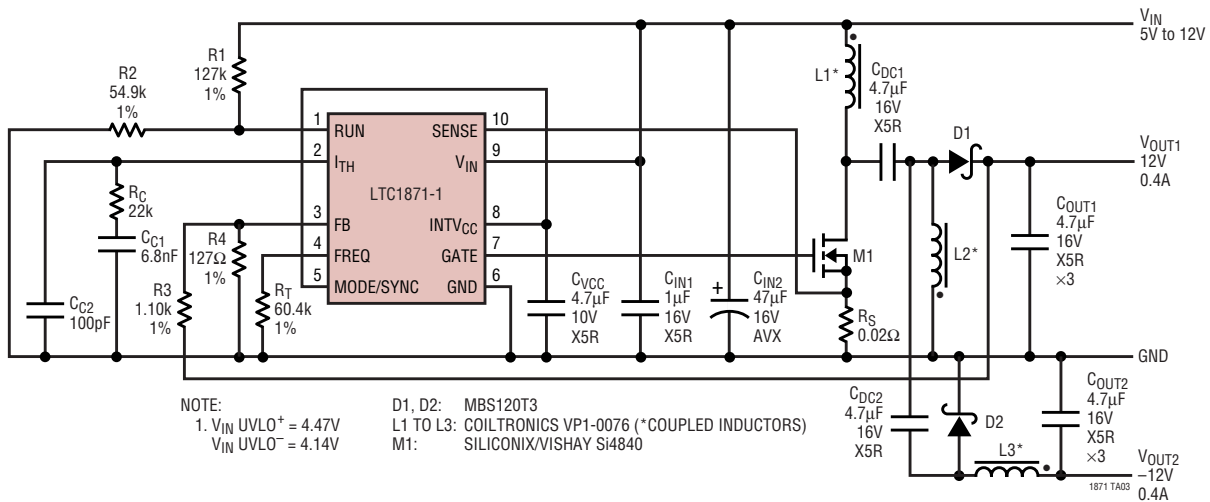 VIN
5V to 12V
R1
127k
1%
R2
54.9k
1%
L1*
•
CDC1
4.7µF
16V
X5R
D1
1
RUN
SENSE
10
2
ITH
VIN
9
LTC1871-1
3
FB
INTVCC
8
4
FREQ
GATE
7
5
MODE/SYNC
GND
6
VOUT1
12V
0.4A
RC
22k
CC1
6.8nF
R4
127Ω
1%
CC2
100pF
R3
1.10k
1%
RT
60.4k
1%
CVCC
4.7µF
10V
X5R
CIN1
1µF
16V
X5R
+
CIN2
47µF
16V
AVX
M1
RS
0.02Ω
L2*
•
COUT1
4.7µF
16V
X5R
×3
GND
CDC2
4.7µF
16V
X5R
D2
L3*
•
COUT2
4.7µF
16V
X5R
×3
VOUT2
–12V
0.4A
1871 TA03
NOTE:
1. VIN UVLO+ = 4.47V
VIN UVLO– = 4.14V
D1, D2: MBS120T3
L1 TO L3: COILTRONICS VP1-0076 (*COUPLED INDUCTORS)
M1: SILICONIX/VISHAY Si4840